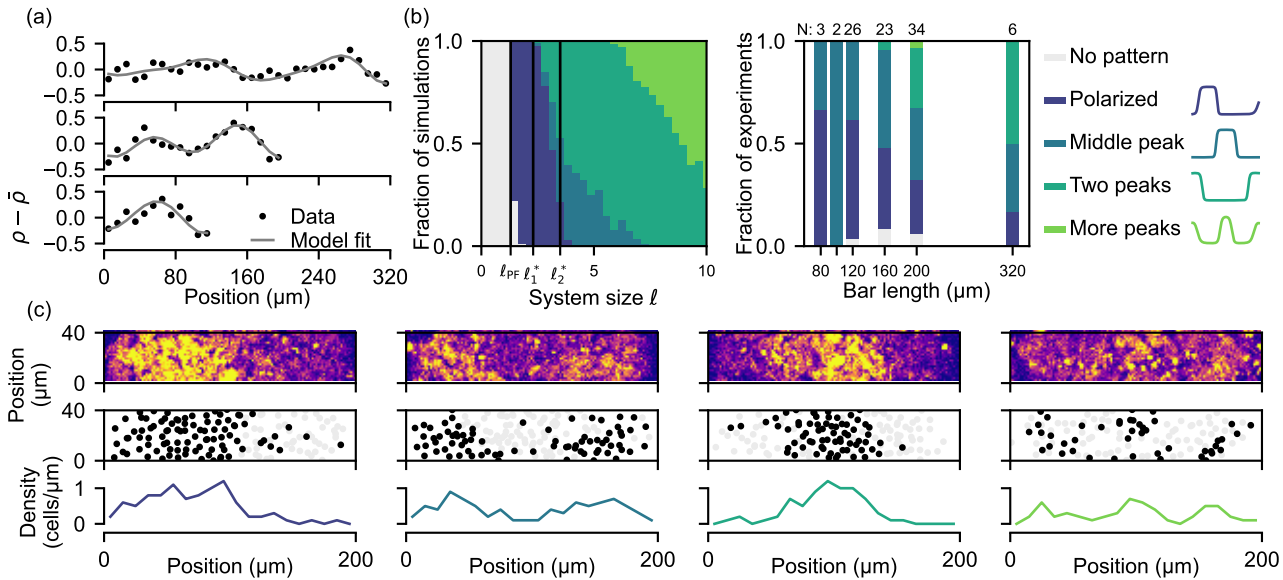 (a)
0.5
0.0
−0.5
0.5
0.0
−0.5
0.5
0.0
−0.5
ρ − ρ̄
Data
Model fit
0 80 160 240 320
Position (µm)
(b)
1.0
0.5
0.0
Fraction of simulations
0 ℓPF ℓ1* ℓ2* 5 10
System size ℓ
N: 3 2 26 23 34 6
1.0
0.5
0.0
Fraction of experiments
80 120 160 200 320
Bar length (µm)
No pattern
Polarized
Middle peak
Two peaks
More peaks
(c)
40
0
Position
(µm)
40
0
1
0
Density
(cells/µm)
0 200 0 200 0 200 0 200
Position (µm) Position (µm) Position (µm) Position (µm)